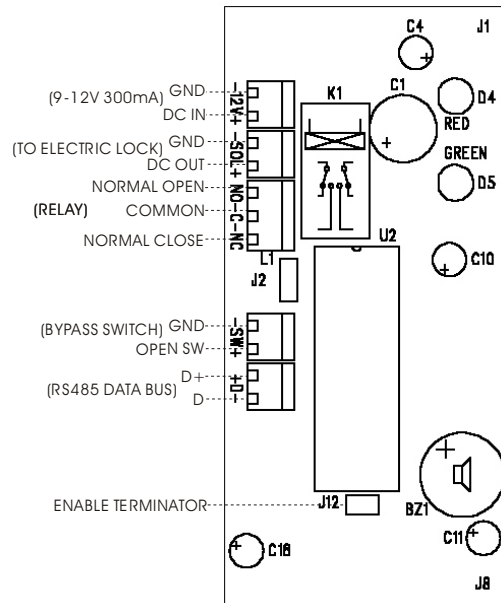 C4
J1
K1
C1
D4
RED
GREEN
D5
(9-12V 300mA)
GND
DC IN
-12V+
(TO ELECTRIC LOCK)
GND
DC OUT
-SOL+
NORMAL OPEN
(RELAY)
COMMON
NORMAL CLOSE
NO-C-NC
L1
J2
U2
C10
(BYPASS SWITCH)
GND
OPEN SW
-SW+
(RS485 DATA BUS)
D+
D-
+D-
ENABLE TERMINATOR
J12
BZ1
C11
C16
J8